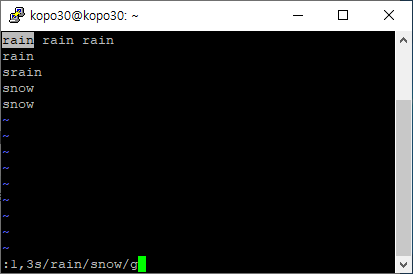 kopo30@kopo30: ~
rain rain rain
rain
srain
snow
snow
~
~
~
~
~
~
~
~
~
:1,3s/rain/snow/g